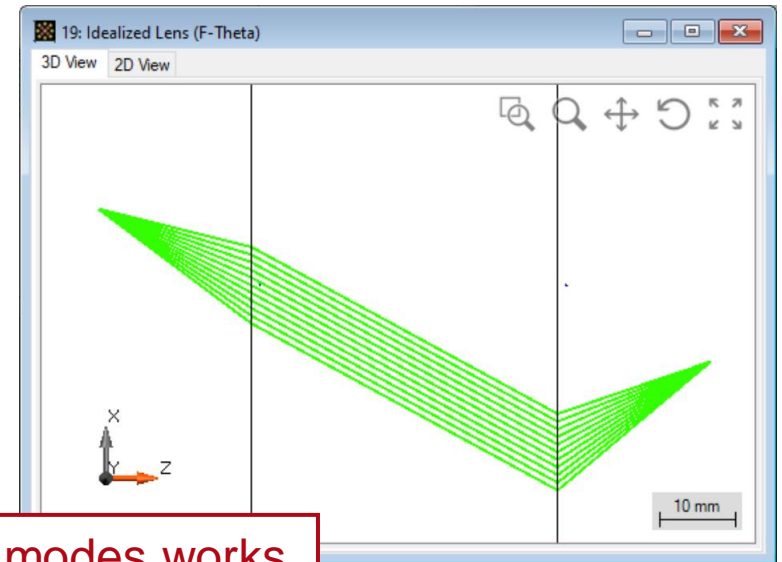 19: Idealized Lens (F-Theta)
3D View 2D View
X
Y Z
10 mm
modes works